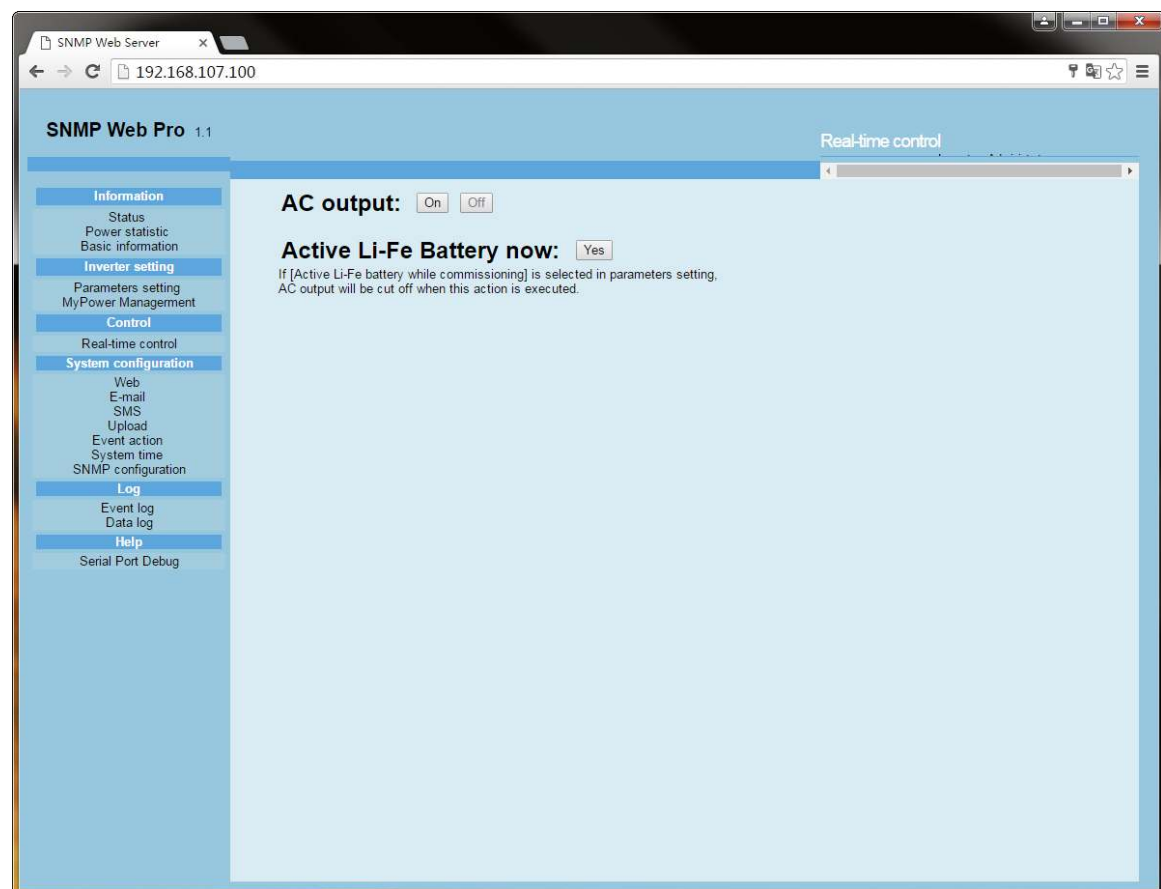 SNMP Web Server
192.168.107.100
SNMP Web Pro 1.1
Real-time control
Information
Status
Power statistic
Basic information
Inverter setting
Parameters setting
MyPower Management
Control
Real-time control
System configuration
Web
E-mail
SMS
Upload
Event action
System time
SNMP configuration
Log
Event log
Data log
Help
Serial Port Debug
AC output: On Off
Active Li-Fe Battery now: Yes
If [Active Li-Fe battery while commissioning] is selected in parameters setting,
AC output will be cut off when this action is executed.